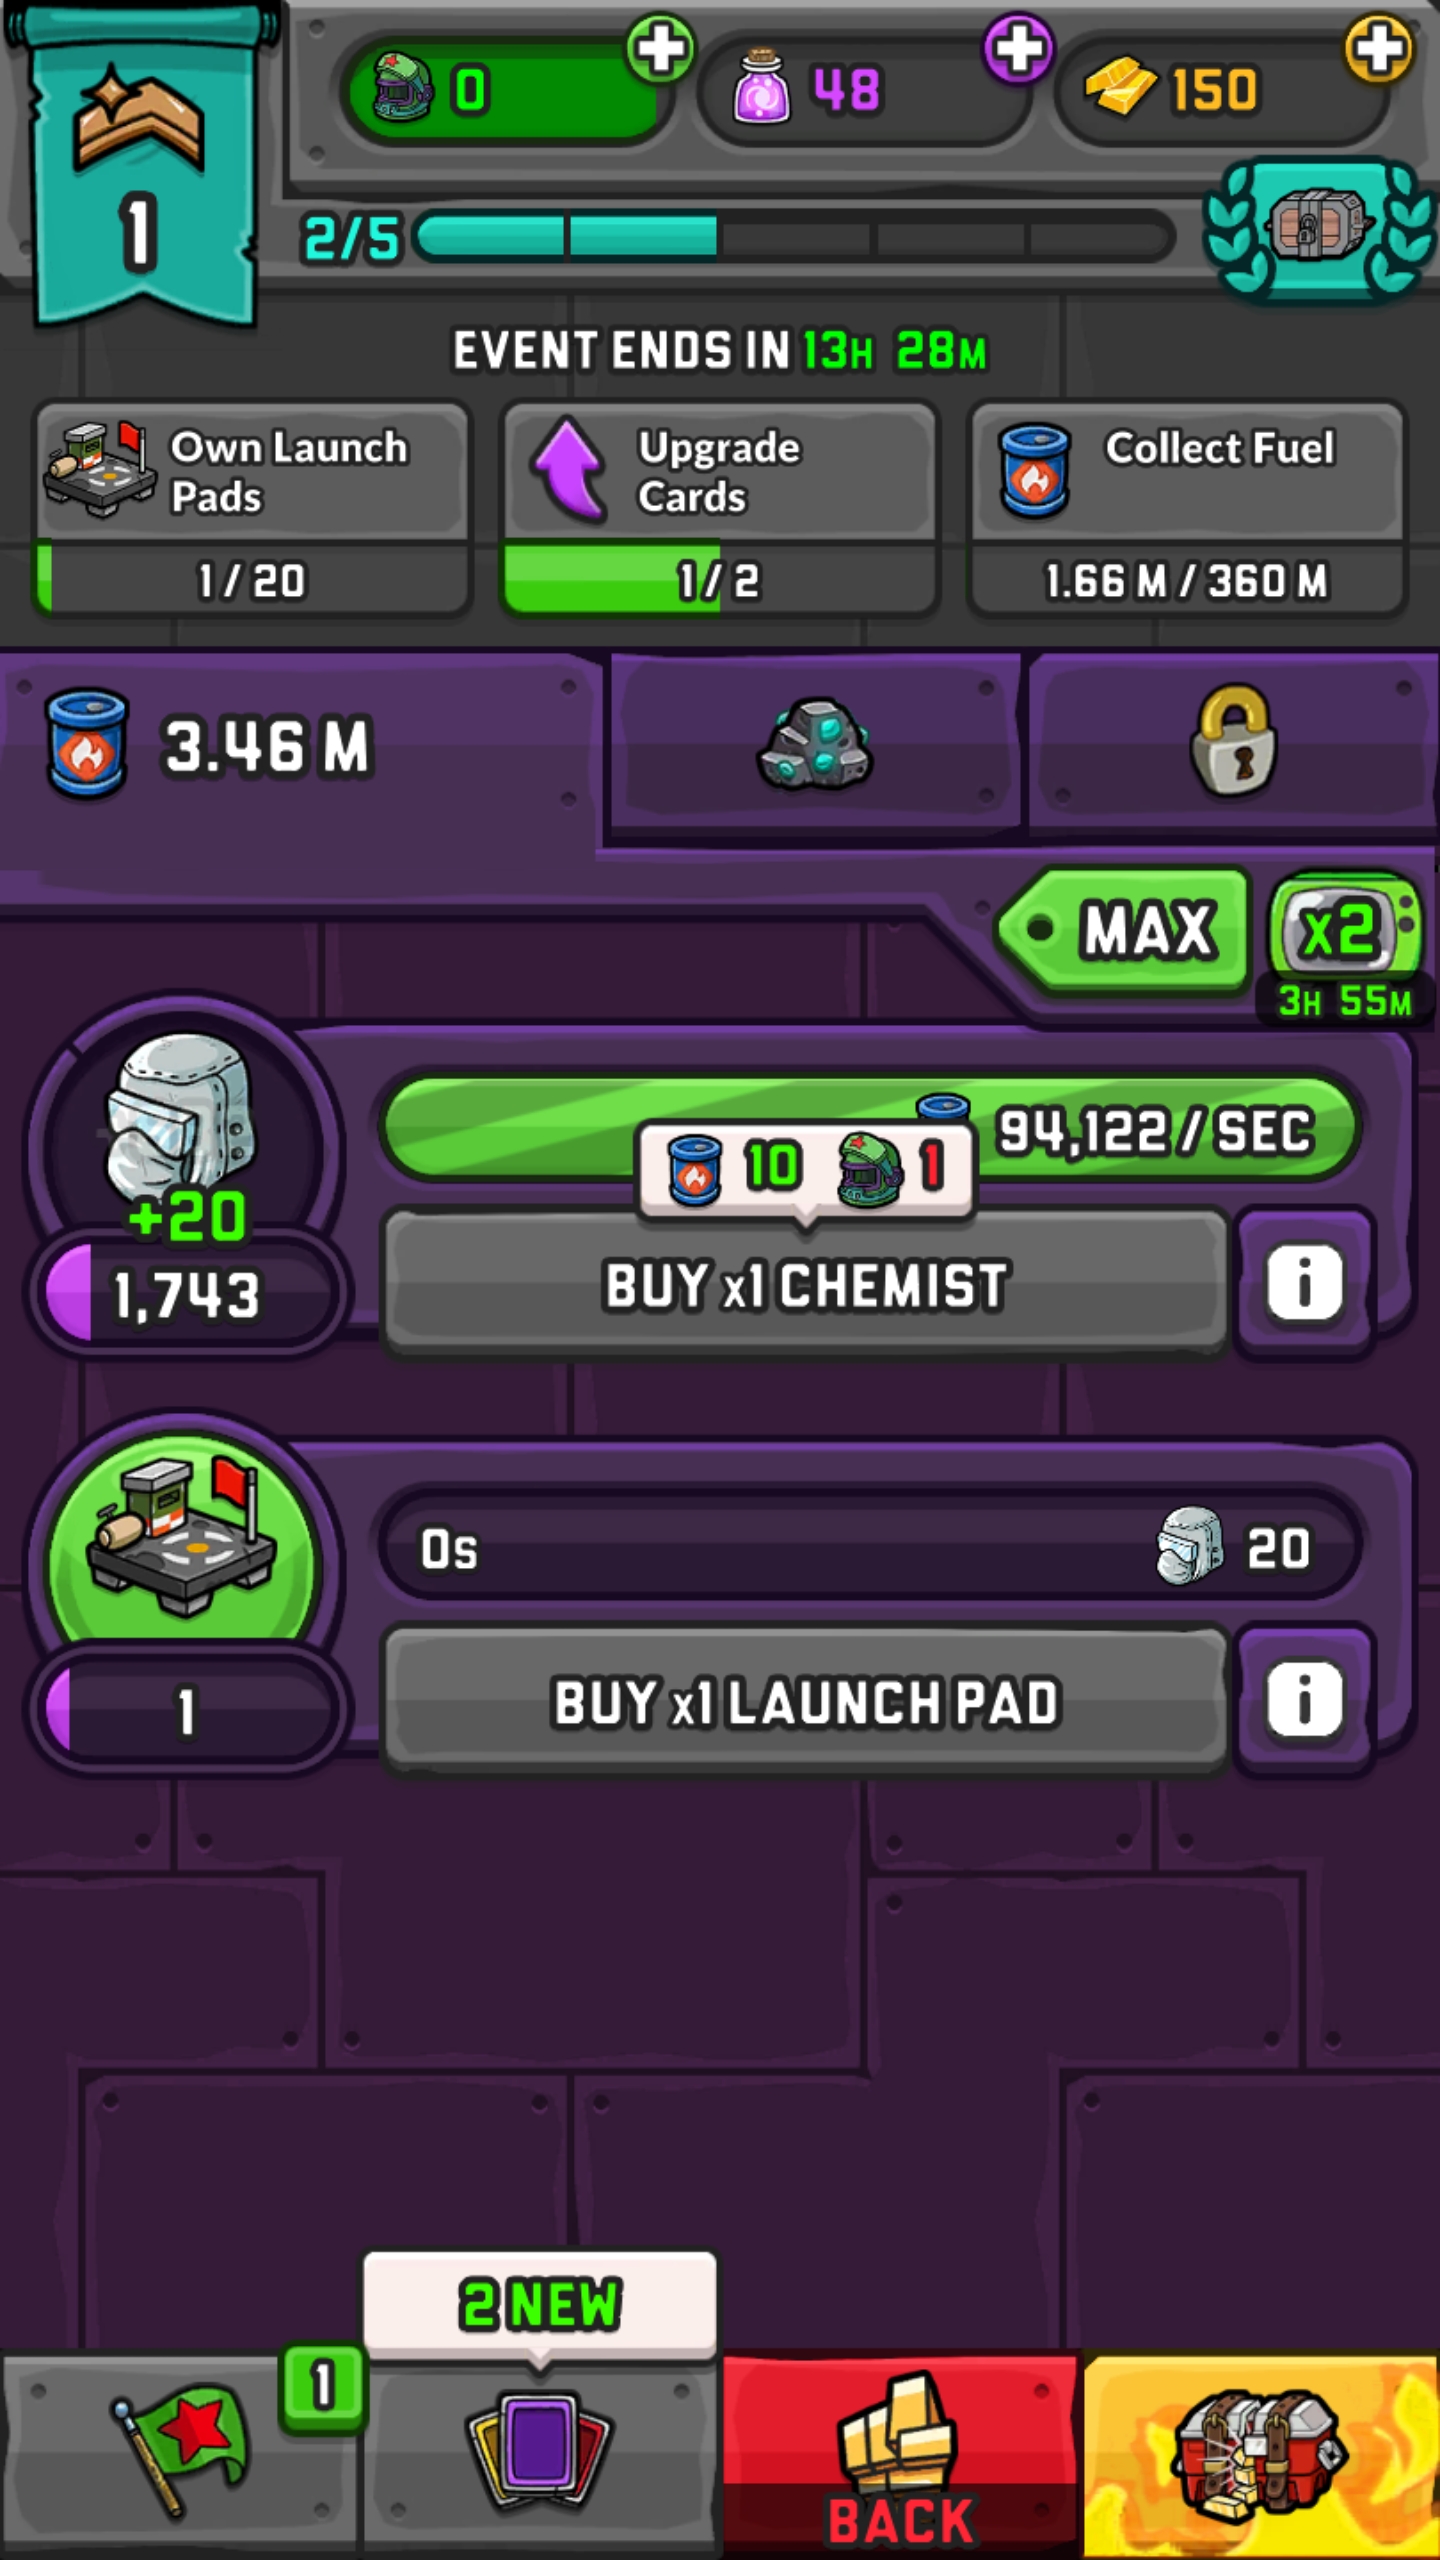 1
0
48
150
2/5
EVENT ENDS IN 13H 28M
Own Launch
Pads
1 / 20
Upgrade
Cards
1 / 2
Collect Fuel
1.66 M / 360 M
3.46 M
MAX
x2
3H 55M
94,122 / SEC
10
1
+20
1,743
BUY x1 CHEMIST
i
0s
20
1
BUY x1 LAUNCH PAD
i
2 NEW
1
BACK